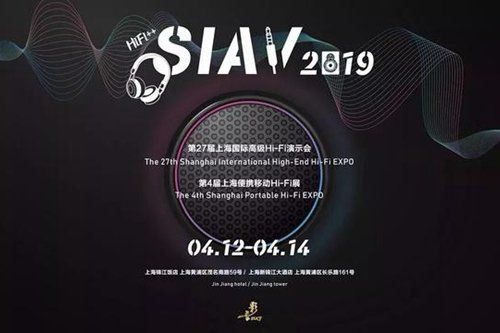 HiFi++
SIAV 2019
第27届上海国际高级Hi-Fi演示会
The 27th Shanghai International High-End Hi-Fi EXPO
第4届上海便携移动Hi-Fi展
The 4th Shanghai Portable Hi-Fi EXPO
04.12-04.14
上海锦江饭店 上海黄浦区茂名南路59号 / 上海新锦江大酒店 上海黄浦区长乐路161号
Jin Jiang hotel / Jin Jiang tower